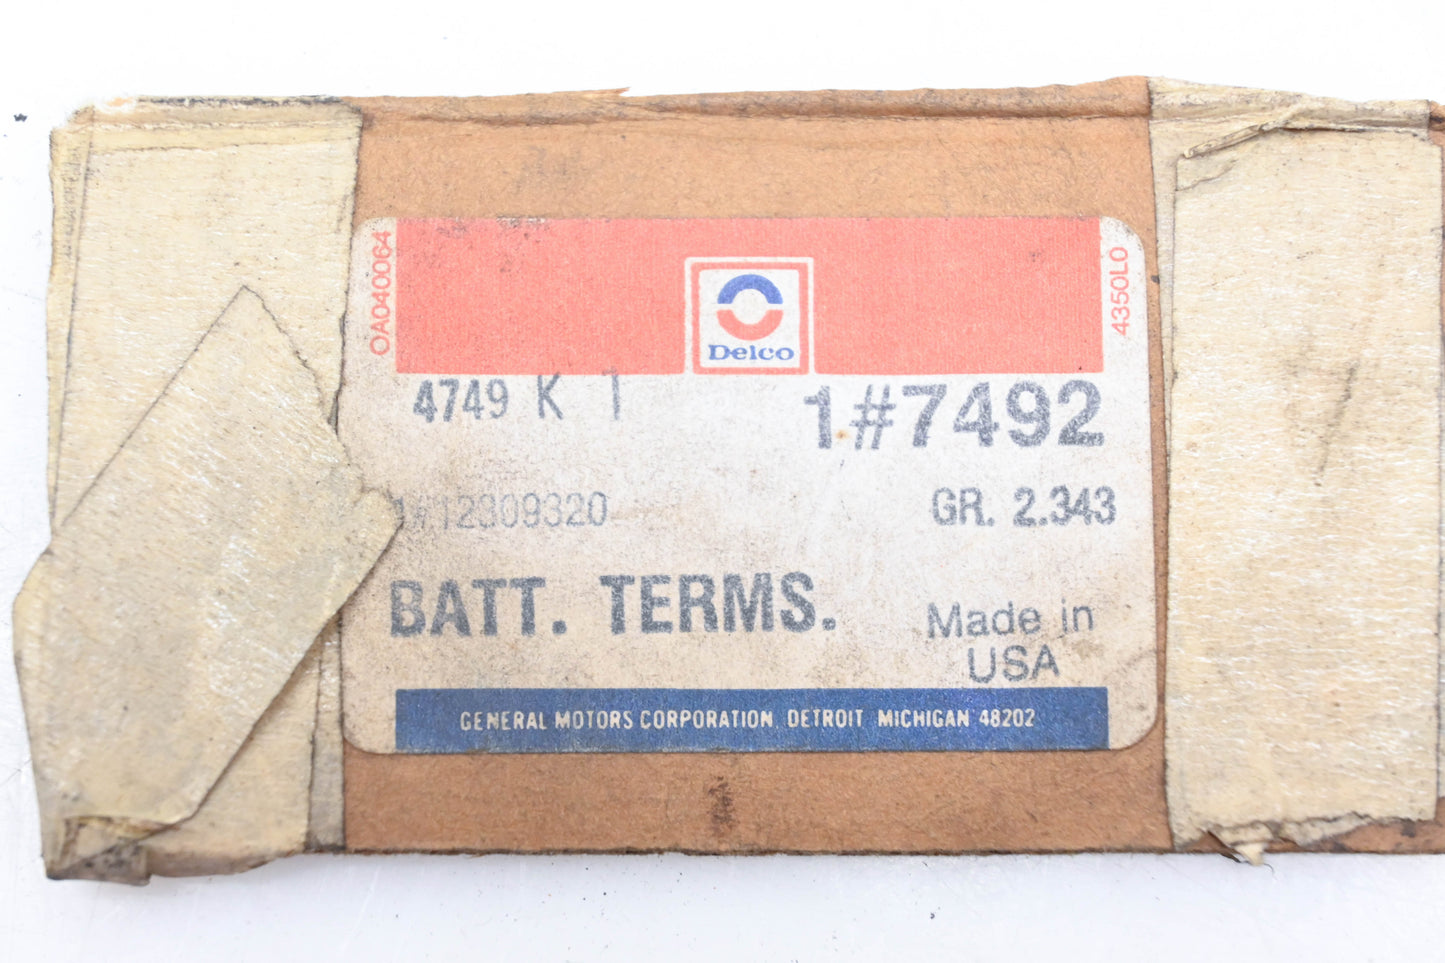 OA040064
4350L0
Delco
4749 K 1
1#7492
1#12309320
GR. 2.343
BATT. TERMS.
Made in
USA
GENERAL MOTORS CORPORATION DETROIT MICHIGAN 48202